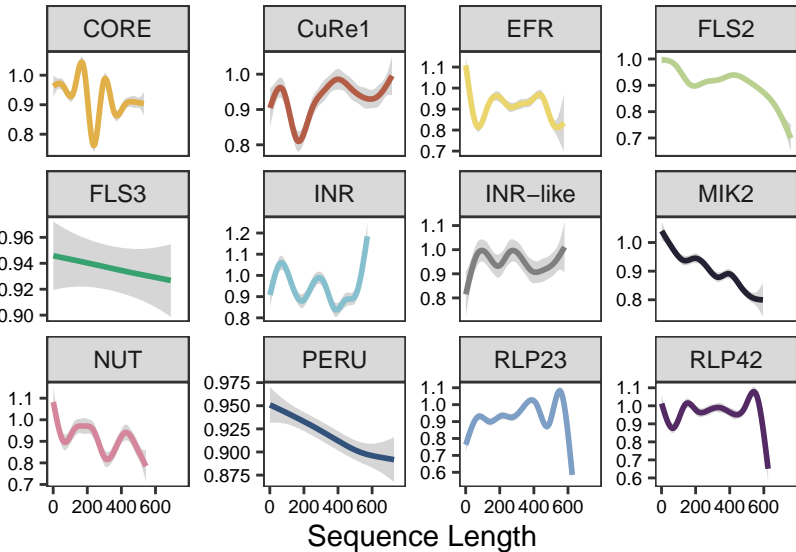 CORE CuRe1 EFR FLS2
1.0 0.9 0.8
1.0 0.9 0.8
1.1 1.0 0.9 0.8 0.7
1.0 0.9 0.8 0.7
FLS3 INR INR-like MIK2
0.96 0.94 0.92 0.90
1.2 1.1 1.0 0.9 0.8
1.1 1.0 0.9 0.8
1.0 0.9 0.8
NUT PERU RLP23 RLP42
1.1 1.0 0.9 0.8 0.7
0.975 0.950 0.925 0.900 0.875
1.1 1.0 0.9 0.8 0.7 0.6
1.1 1.0 0.9 0.8 0.7 0.6
0 200 400 600 0 200 400 600 0 200 400 600 0 200 400 600
Sequence Length